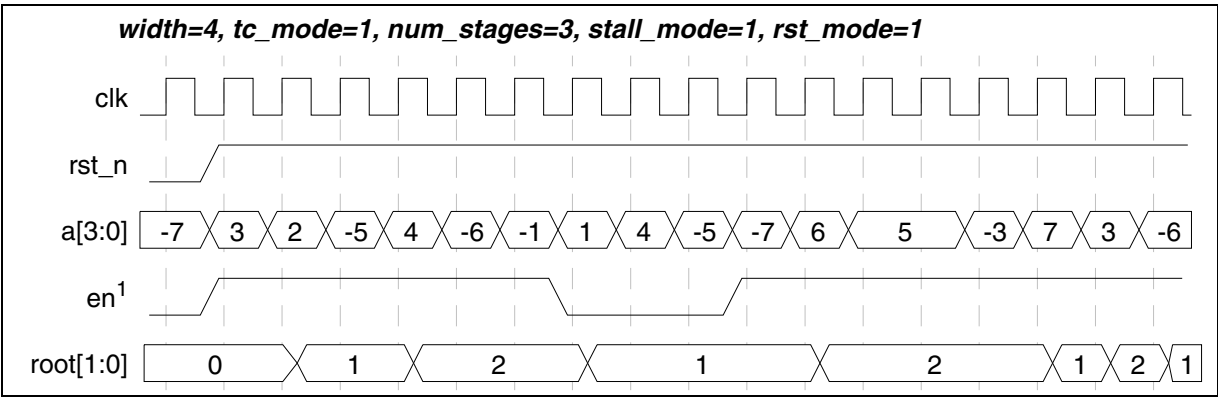 width=4, tc_mode=1, num_stages=3, stall_mode=1, rst_mode=1
clk
rst_n
a[3:0] -7 3 2 -5 4 -6 -1 1 4 -5 -7 6 5 -3 7 3 -6
en1
root[1:0] 0 1 2 1 2 1 2 1